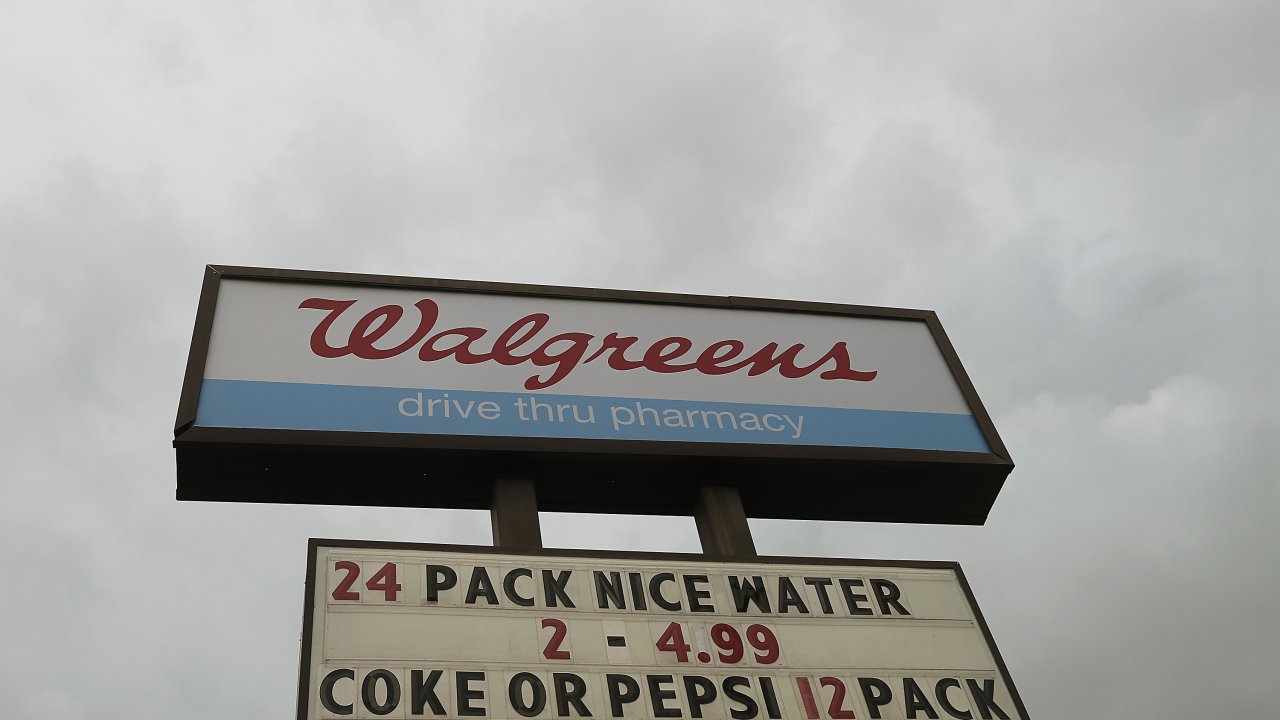 Walgreens
drive thru pharmacy
24 PACK NICE WATER
2 - 4.99
COKE OR PEPSI 12 PACK